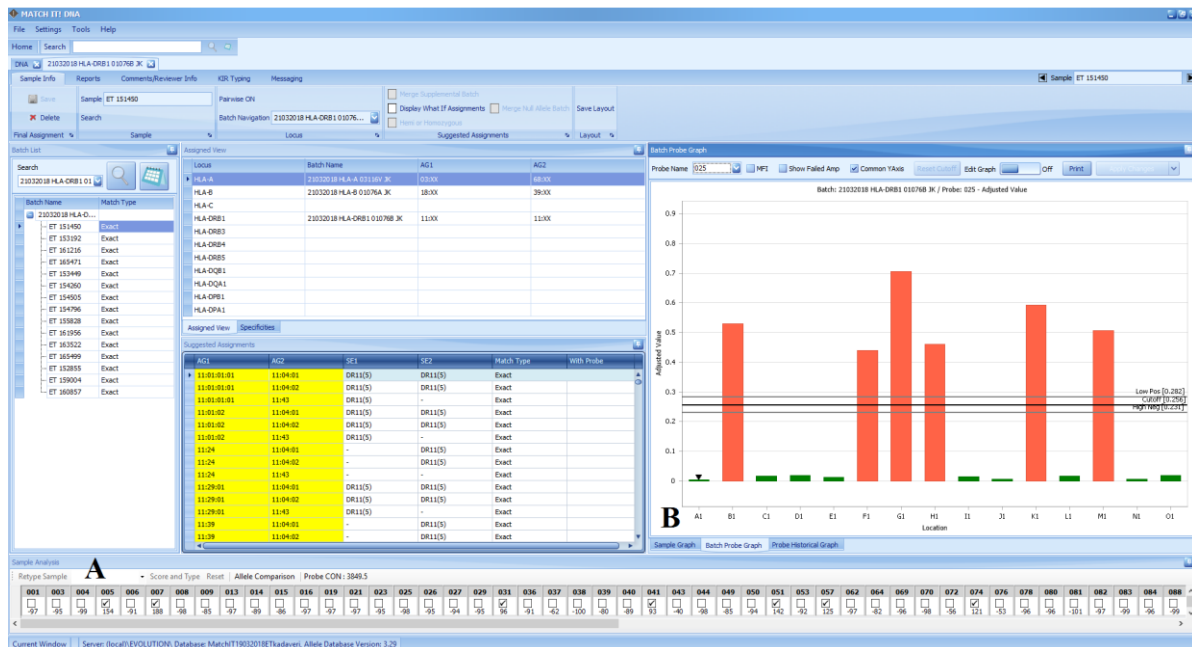 MATCH IT! DNA
File Settings Tools Help
Home Search
DNA 21032018 HLA-DRB1 01076B JK
Sample Info Reports Comments/Reviewer Info KIR Typing Messaging Sample ET 151450
Save Sample ET 151450 Pairwise ON Merge Supplemental Batch
Display What If Assignments Merge Null Allele Batch Save Layout
Delete Search Batch Navigation 21032018 HLA-DRB1 01076... Hemi or Homozygous
Final Assignment Sample Locus Suggested Assignments Layout
Batch List
Search
21032018 HLA-DRB1 01
Batch Name Match Type
21032018 HLA-D...
ET 151450 Exact
ET 153192 Exact
ET 161216 Exact
ET 165471 Exact
ET 153449 Exact
ET 154260 Exact
ET 154505 Exact
ET 154796 Exact
ET 155828 Exact
ET 161956 Exact
ET 163522 Exact
ET 165499 Exact
ET 152855 Exact
ET 159004 Exact
ET 160857 Exact
Assigned View
Locus Batch Name AG1 AG2
HLA-A 21032018 HLA-A 03116V JK 03:XX 68:XX
HLA-B 21032018 HLA-B 01076A JK 18:XX 39:XX
HLA-C
HLA-DRB1 21032018 HLA-DRB1 01076B JK 11:XX 11:XX
HLA-DRB3
HLA-DRB4
HLA-DRB5
HLA-DQB1
HLA-DQA1
HLA-DPB1
HLA-DPA1
Assigned View Specificities
Suggested Assignments
AG1 AG2 SE1 SE2 Match Type With Probe
11:01:01:01 11:04:01 DR11(5) DR11(5) Exact
11:01:01:01 11:04:02 DR11(5) DR11(5) Exact
11:01:01:01 11:43 DR11(5) - Exact
11:01:02 11:04:01 DR11(5) DR11(5) Exact
11:01:02 11:04:02 DR11(5) DR11(5) Exact
11:01:02 11:43 DR11(5) - Exact
11:24 11:04:01 - DR11(5) Exact
11:24 11:04:02 - DR11(5) Exact
11:24 11:43 - - Exact
11:29:01 11:04:01 DR11(5) DR11(5) Exact
11:29:01 11:04:02 DR11(5) DR11(5) Exact
11:29:01 11:43 DR11(5) - Exact
11:39 11:04:01 - DR11(5) Exact
11:39 11:04:02 - DR11(5) Exact
Batch Probe Graph
Probe Name 025 MFI Show Failed Amp Common YAxis Reset Cutoff Edit Graph Off Print
Batch: 21032018 HLA-DRB1 01076B JK / Probe: 025 - Adjusted Value
Adjusted Value
0.9
0.8
0.7
0.6
0.5
0.4
0.3
0.2
0.1
0
Low Pos [0.282]
Cutoff [0.256]
High Neg [0.231]
B
A1 B1 C1 D1 E1 F1 G1 H1 I1 J1 K1 L1 M1 N1 O1
Location
Sample Graph Batch Probe Graph Probe Historical Graph
Sample Analysis
A
Retype Sample Score and Type Reset Allele Comparison Probe CON : 3849.5
001 003 004 005 006 007 008 009 013 014 015 016 019 021 023 025 026 028 029 031 036 037 038 039 040 041 043 044 049 050 051 053 057 062 064 066 070 074 076 081 082 083 084 088
-97 -95 -99 154 -91 188 -98 -85 -97 -89 -86 -97 -97 -97 -95 -98 -95 -94 -95 96 -91 -62 -100 -80 -89 93 -40 -98 -85 -94 142 -92 125 -97 -82 -96 -98 -56 121 -53 -96 -101 -97 -99 -96 -99
Current Window Server: (local)\EVOLUTION\ Database: MatchIT19032018ETkadaveri, Allele Database Version: 3.29